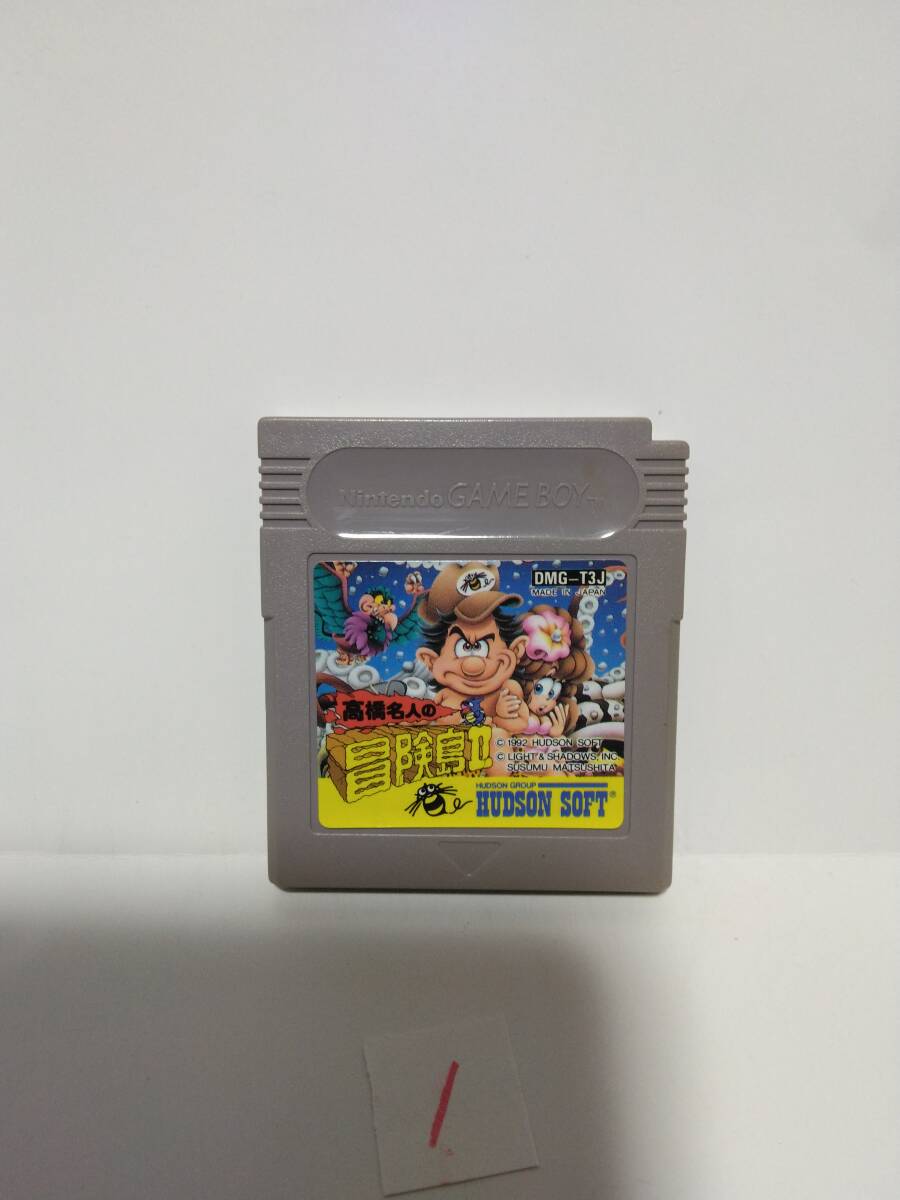 Nintendo GAME BOY TM
DMG-T3J
MADE IN JAPAN
高橋名人の
冒険島II
© 1992 HUDSON SOFT
© LIGHT & SHADOWS, INC.
SUSUMU MATSUSHITA
HUDSON GROUP
HUDSON SOFT®
1